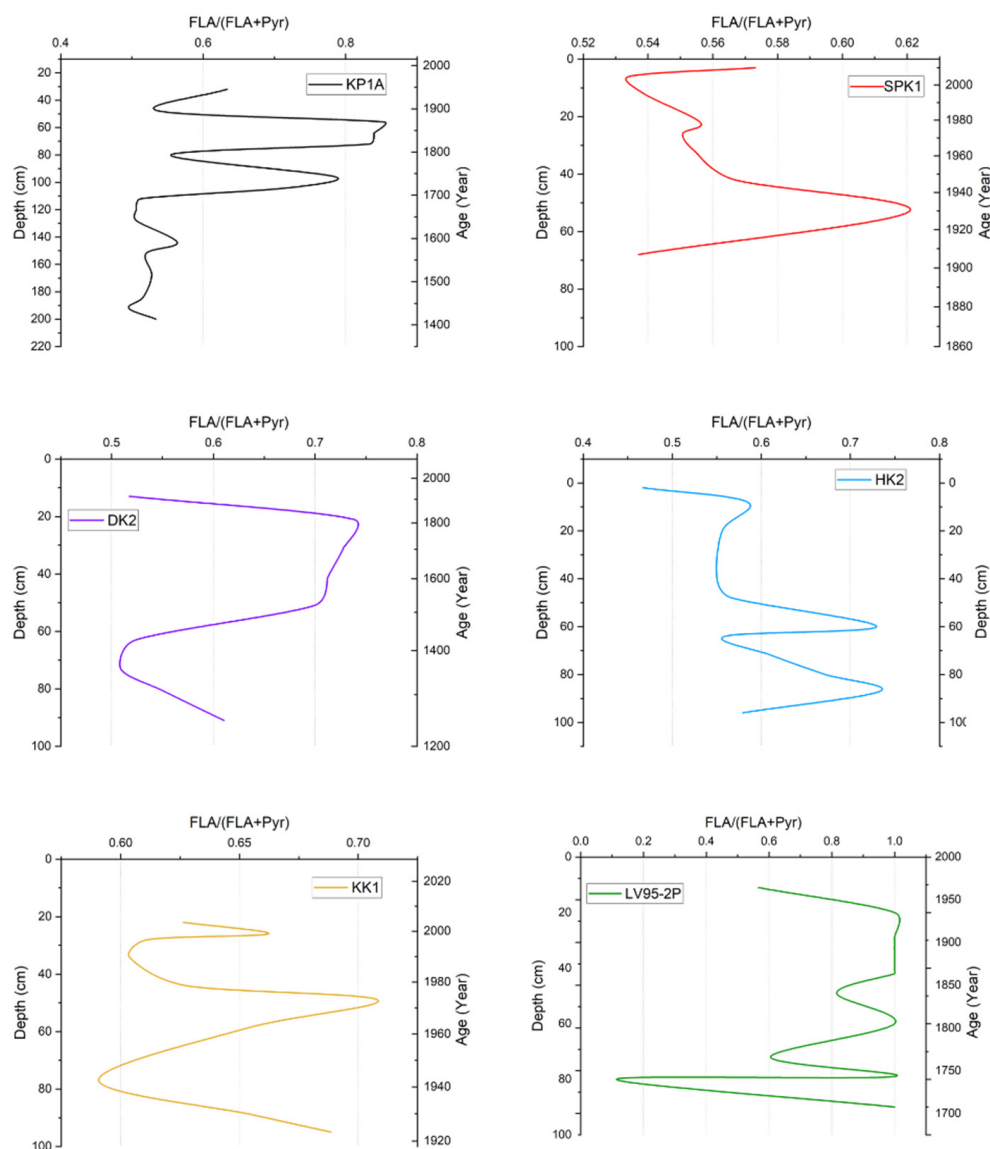 FLA/(FLA+Pyr)
0.4 0.6 0.8
20 40 60 80 100 120 140 160 180 200 220
Depth (cm)
KP1A
2000 1900 1800 1700 1600 1500 1400
Age (Year)
FLA/(FLA+Pyr)
0.52 0.54 0.56 0.58 0.60 0.62
0 20 40 60 80 100
Depth (cm)
SPK1
2000 1980 1960 1940 1920 1900 1880 1860
Age (Year)
FLA/(FLA+Pyr)
0.5 0.6 0.7 0.8
0 20 40 60 80 100
Depth (cm)
DK2
2000 1800 1600 1400 1200
Age (Year)
FLA/(FLA+Pyr)
0.4 0.5 0.6 0.7 0.8
0 20 40 60 80 100
Depth (cm)
HK2
0 20 40 60 80
Depth (cm)
FLA/(FLA+Pyr)
0.60 0.65 0.70
0 20 40 60 80 100
Depth (cm)
KK1
2020 2000 1980 1960 1940 1920
Age (Year)
FLA/(FLA+Pyr)
0.0 0.2 0.4 0.6 0.8 1.0
0 20 40 60 80 100
Depth (cm)
LV95-2P
2000 1950 1900 1850 1800 1750 1700
Age (Year)